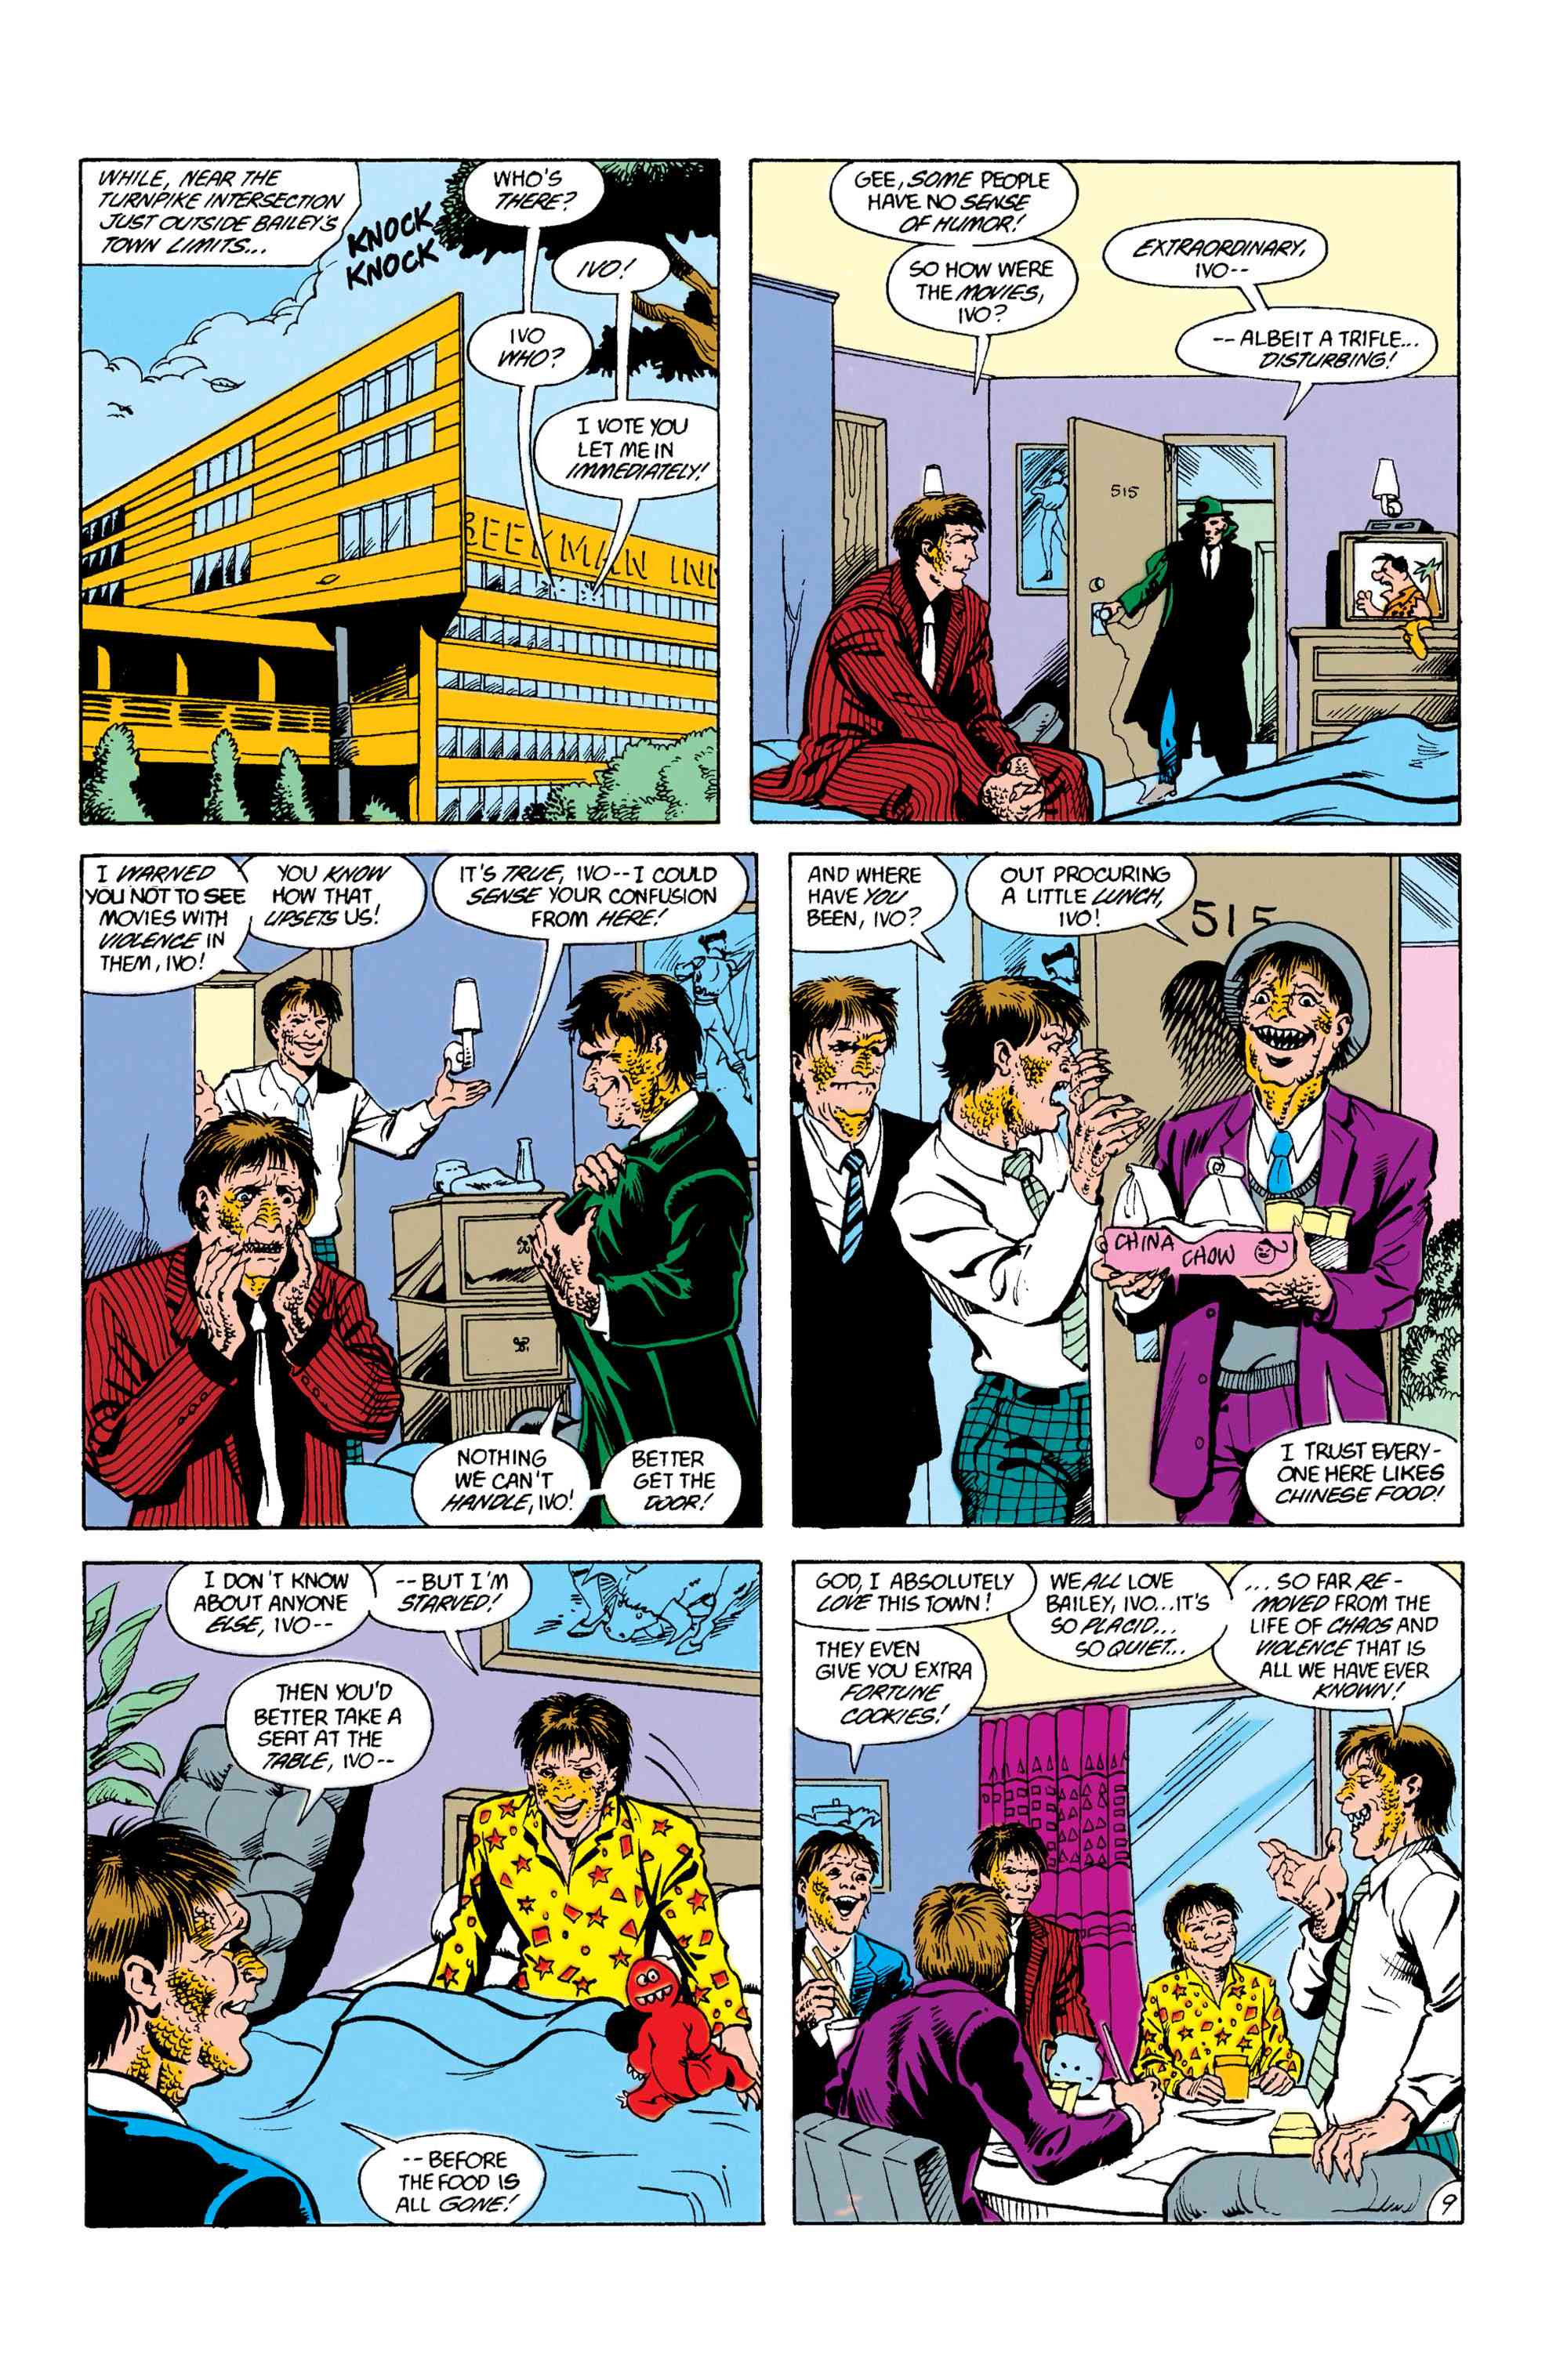 WHILE, NEAR THE
TURNPIKE INTERSECTION
JUST OUTSIDE BAILEY'S
TOWN LIMITS...
KNOCK
KNOCK
WHO'S
THERE?
IVO!
IVO
WHO?
I VOTE YOU
LET ME IN
IMMEDIATELY!
BEEKMAN INN
GEE, SOME PEOPLE
HAVE NO SENSE
OF HUMOR!
SO HOW WERE
THE MOVIES,
IVO?
EXTRAORDINARY,
IVO--
--ALBEIT A TRIFLE...
DISTURBING!
515
I WARNED
YOU NOT TO SEE
MOVIES WITH
VIOLENCE IN
THEM, IVO!
YOU KNOW
HOW THAT
UPSETS US!
IT'S TRUE, IVO--I COULD
SENSE YOUR CONFUSION
FROM HERE!
NOTHING
WE CAN'T
HANDLE, IVO!
BETTER
GET THE
DOOR!
AND WHERE
HAVE YOU
BEEN, IVO?
OUT PROCURING
A LITTLE LUNCH,
IVO!
515
CHINA
CHOW
I TRUST EVERY-
ONE HERE LIKES
CHINESE FOOD!
I DON'T KNOW
ABOUT ANYONE
ELSE, IVO--
--BUT I'M
STARVED!
THEN YOU'D
BETTER TAKE A
SEAT AT THE
TABLE, IVO--
--BEFORE
THE FOOD IS
ALL GONE!
GOD, I ABSOLUTELY
LOVE THIS TOWN!
THEY EVEN
GIVE YOU EXTRA
FORTUNE
COOKIES!
WE ALL LOVE
BAILEY, IVO...IT'S
SO PLACID...
SO QUIET...
...SO FAR RE-
MOVED FROM THE
LIFE OF CHAOS AND
VIOLENCE THAT IS
ALL WE HAVE EVER
KNOWN!
9